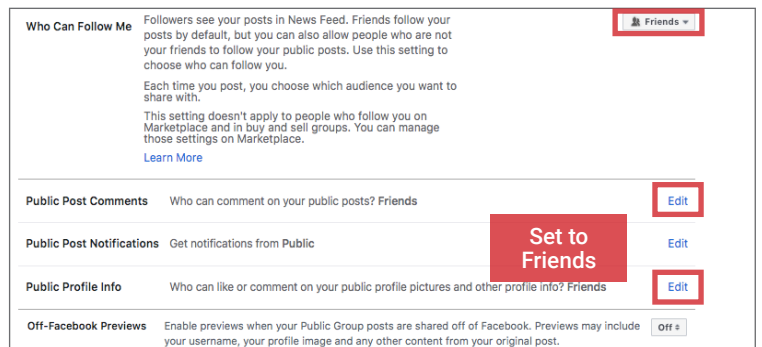 Who Can Follow Me
Followers see your posts in News Feed. Friends follow your
posts by default, but you can also allow people who are not
your friends to follow your public posts. Use this setting to
choose who can follow you.
Friends
Each time you post, you choose which audience you want to
share with.
This setting doesn't apply to people who follow you on
Marketplace and in buy and sell groups. You can manage
those settings on Marketplace.
Learn More
Public Post Comments Who can comment on your public posts? Friends Edit
Set to
Friends
Public Post Notifications Get notifications from Public Edit
Public Profile Info Who can like or comment on your public profile pictures and other profile info? Friends Edit
Off-Facebook Previews Enable previews when your Public Group posts are shared off of Facebook. Previews may include Off
your username, your profile image and any other content from your original post.